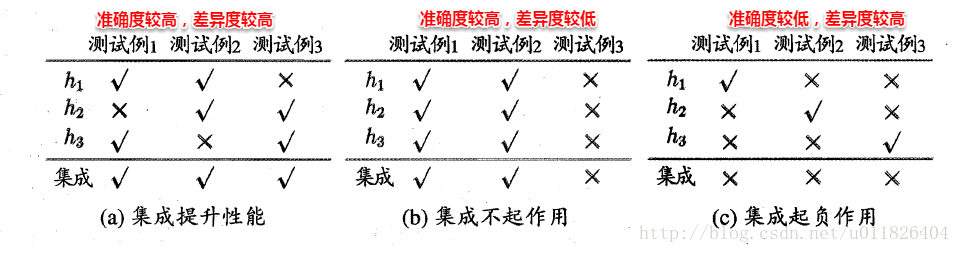 准确度较高，差异度较高 准确度较高，差异度较低 准确度较低，差异度较高
测试例1 测试例2 测试例3 测试例1 测试例2 测试例3 测试例1 测试例2 测试例3
h1 √ √ × h1 √ √ × h1 √ × ×
h2 × √ √ h2 √ √ × h2 × √ ×
h3 √ × √ h3 √ √ × h3 × × √
集成 √ √ √ 集成 √ √ × 集成 × × ×
(a) 集成提升性能 (b) 集成不起作用 (c) 集成起负作用
http://blog.csdn.net/u011826404